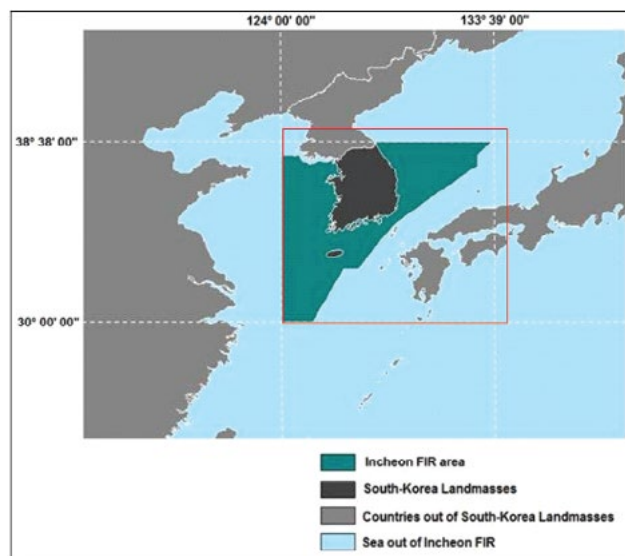 124° 00' 00" 133° 39' 00"
38° 38' 00"
30° 00' 00"
Incheon FIR area
South-Korea Landmasses
Countries out of South-Korea Landmasses
Sea out of Incheon FIR